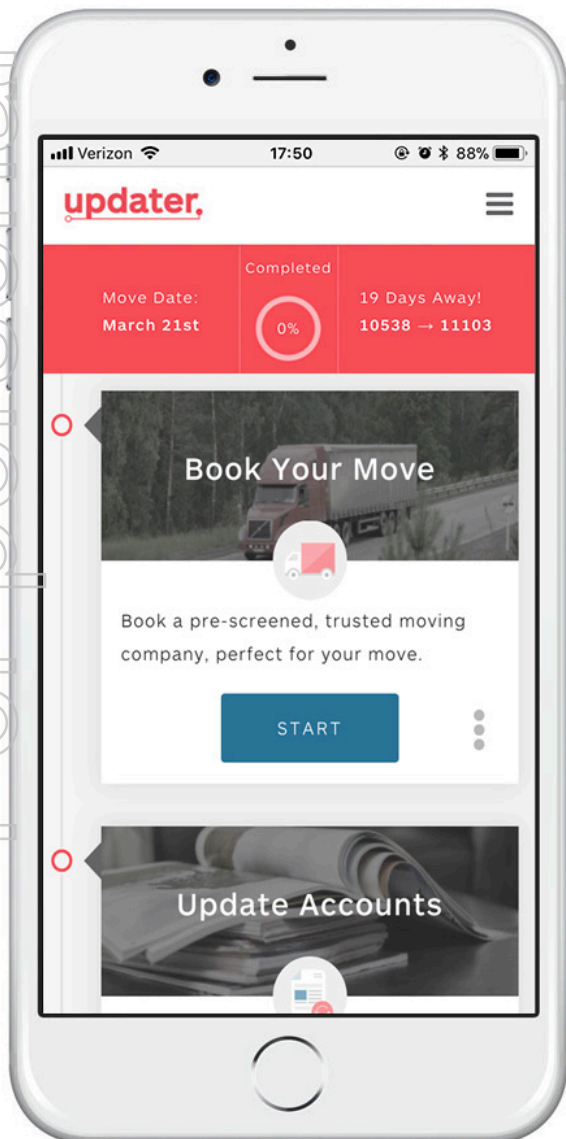 Verizon 17:50 88%
updater.
Completed
Move Date:
March 21st
0%
19 Days Away!
10538 → 11103
Book Your Move
Book a pre-screened, trusted moving
company, perfect for your move.
START
Update Accounts